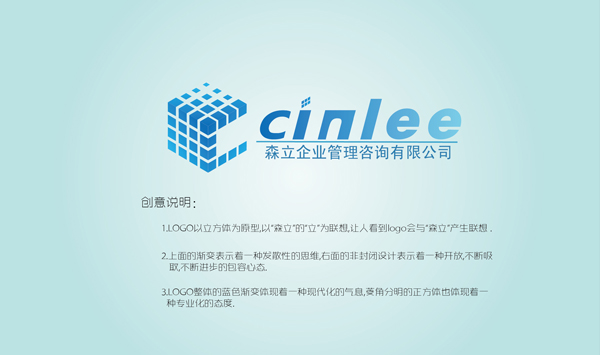 cinlee
森立企业管理咨询有限公司
创意说明：
1.LOGO以立方体为原型,以“森立”的“立”为联想,让人看到logo会与“森立”产生联想 .
2.上面的渐变表示着一种发散性的思维,右面的非封闭设计表示着一种开放,不断吸
取,不断进步的包容心态.
3.LOGO整体的蓝色渐变体现着一种现代化的气息,菱角分明的正方体也体现着一
种专业化的态度.